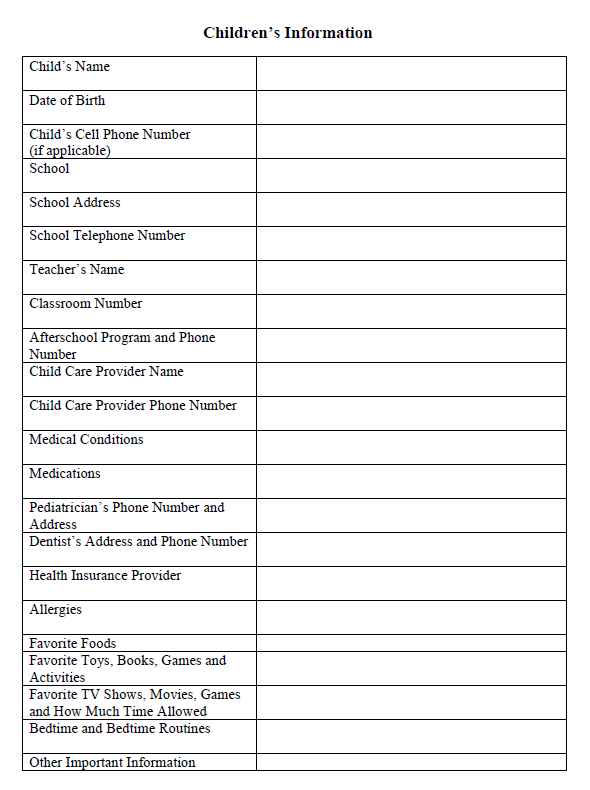 Children’s Information
Child’s Name
Date of Birth
Child’s Cell Phone Number
(if applicable)
School
School Address
School Telephone Number
Teacher’s Name
Classroom Number
Afterschool Program and Phone
Number
Child Care Provider Name
Child Care Provider Phone Number
Medical Conditions
Medications
Pediatrician’s Phone Number and
Address
Dentist’s Address and Phone Number
Health Insurance Provider
Allergies
Favorite Foods
Favorite Toys, Books, Games and
Activities
Favorite TV Shows, Movies, Games
and How Much Time Allowed
Bedtime and Bedtime Routines
Other Important Information